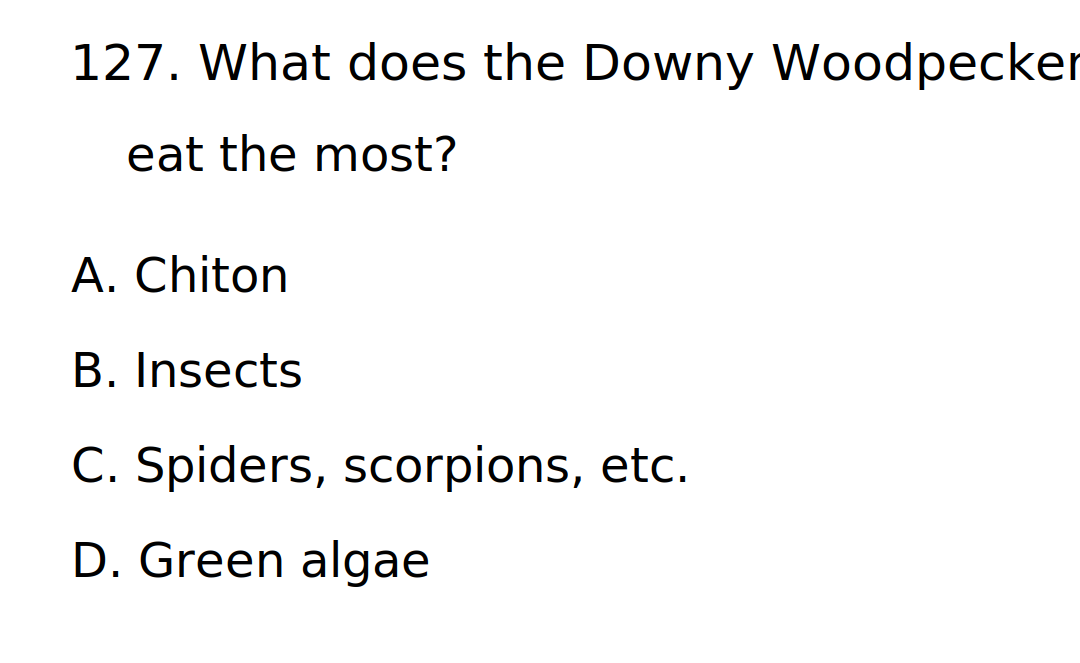 127. What does the Downy Woodpecker
eat the most?
A. Chiton
B. Insects
C. Spiders, scorpions, etc.
D. Green algae